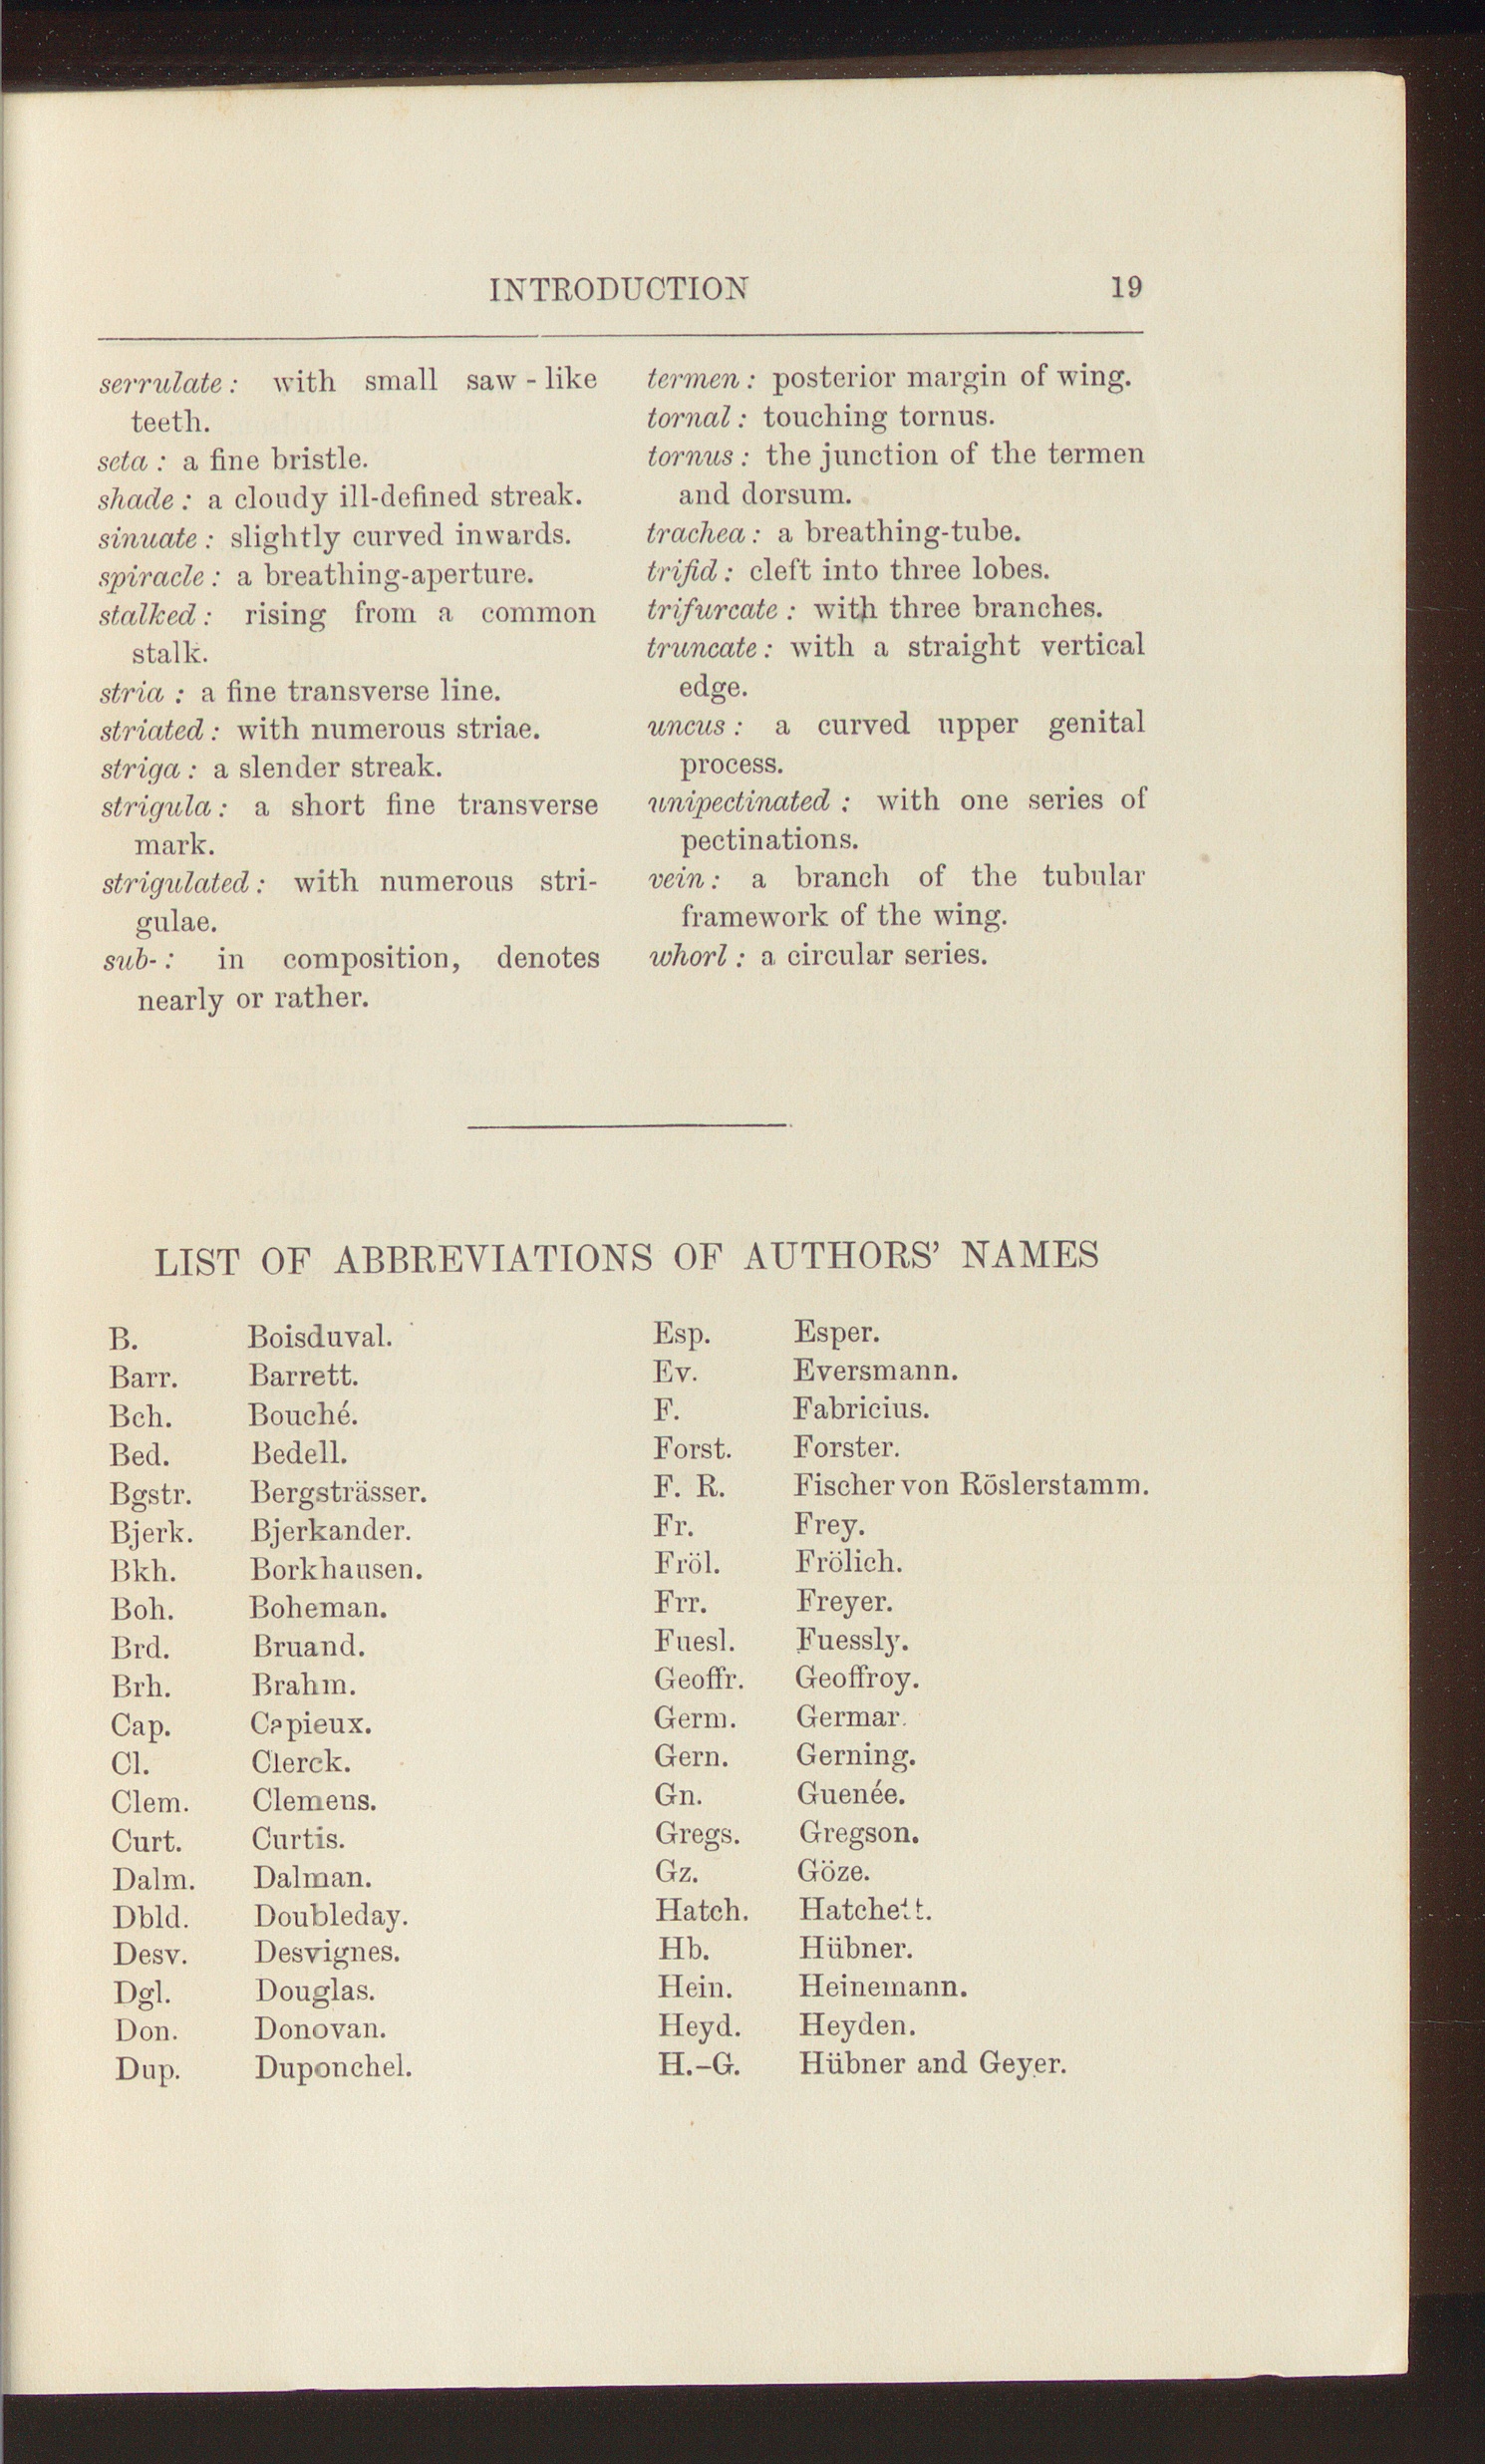 INTRODUCTION 19
serrulate : with small saw - like
teeth.
seta : a fine bristle.
shade : a cloudy ill-defined streak.
sinuate : slightly curved inwards.
spiracle : a breathing-aperture.
stalked : rising from a common
stalk.
stria : a fine transverse line.
striated : with numerous striae.
striga : a slender streak.
strigula : a short fine transverse
mark.
strigulated : with numerous stri-
gulae.
sub- : in composition, denotes
nearly or rather.
termen : posterior margin of wing.
tornal : touching tornus.
tornus : the junction of the termen
and dorsum.
trachea : a breathing-tube.
trifid : cleft into three lobes.
trifurcate : with three branches.
truncate : with a straight vertical
edge.
uncus : a curved upper genital
process.
unipectinated : with one series of
pectinations.
vein : a branch of the tubular
framework of the wing.
whorl : a circular series.
LIST OF ABBREVIATIONS OF AUTHORS' NAMES
B. Boisduval.
Barr. Barrett.
Bch. Bouché.
Bed. Bedell.
Bgstr. Bergsträsser.
Bjerk. Bjerkander.
Bkh. Borkhausen.
Boh. Boheman.
Brd. Bruand.
Brh. Brahm.
Cap. Capieux.
Cl. Clerck.
Clem. Clemens.
Curt. Curtis.
Dalm. Dalman.
Dbld. Doubleday.
Desv. Desvignes.
Dgl. Douglas.
Don. Donovan.
Dup. Duponchel.
Esp. Esper.
Ev. Eversmann.
F. Fabricius.
Forst. Forster.
F. R. Fischer von Röslerstamm.
Fr. Frey.
Fröl. Frölich.
Frr. Freyer.
Fuesl. Fuessly.
Geoffr. Geoffroy.
Germ. Germar.
Gern. Gerning.
Gn. Guenée.
Gregs. Gregson.
Gz. Göze.
Hatch. Hatchett.
Hb. Hübner.
Hein. Heinemann.
Heyd. Heyden.
H.–G. Hübner and Geyer.